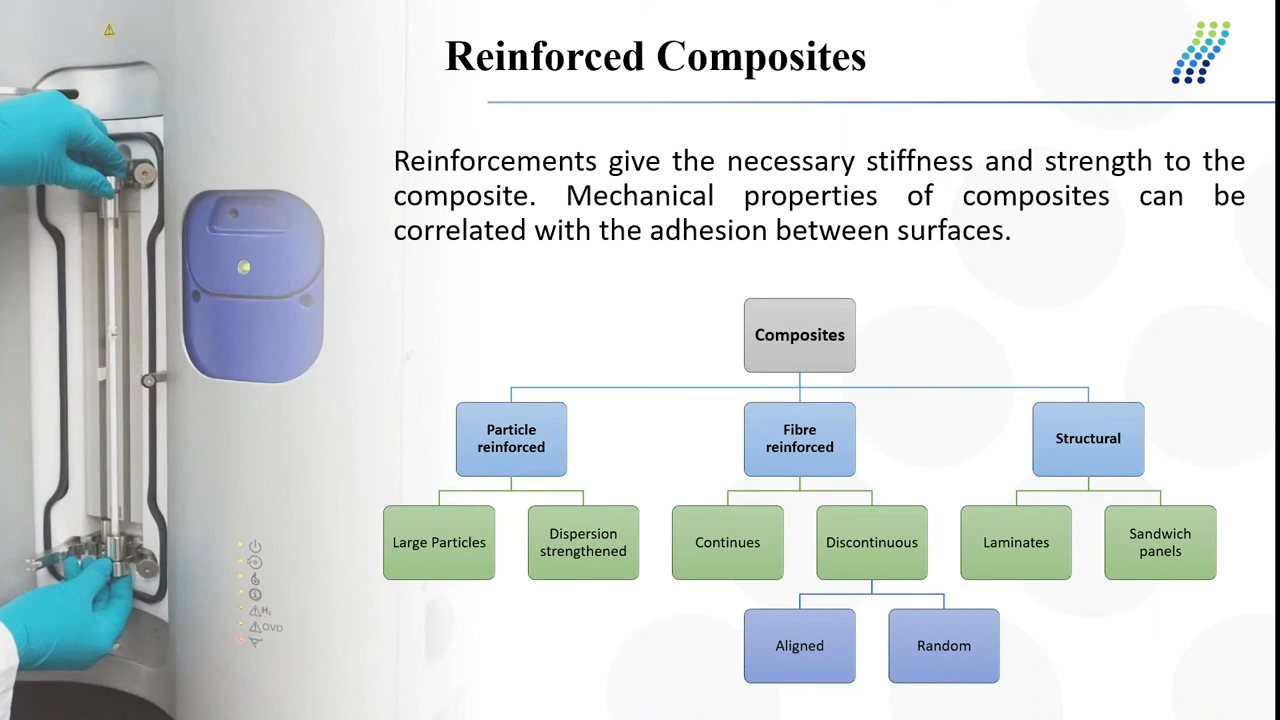 Reinforced Composites
Reinforcements give the necessary stiffness and strength to the
composite. Mechanical properties of composites can be
correlated with the adhesion between surfaces.
Composites
Particle
reinforced
Fibre
reinforced
Structural
Large Particles
Dispersion
strengthened
Continues
Discontinuous
Laminates
Sandwich
panels
Aligned
Random
H₂
OVD